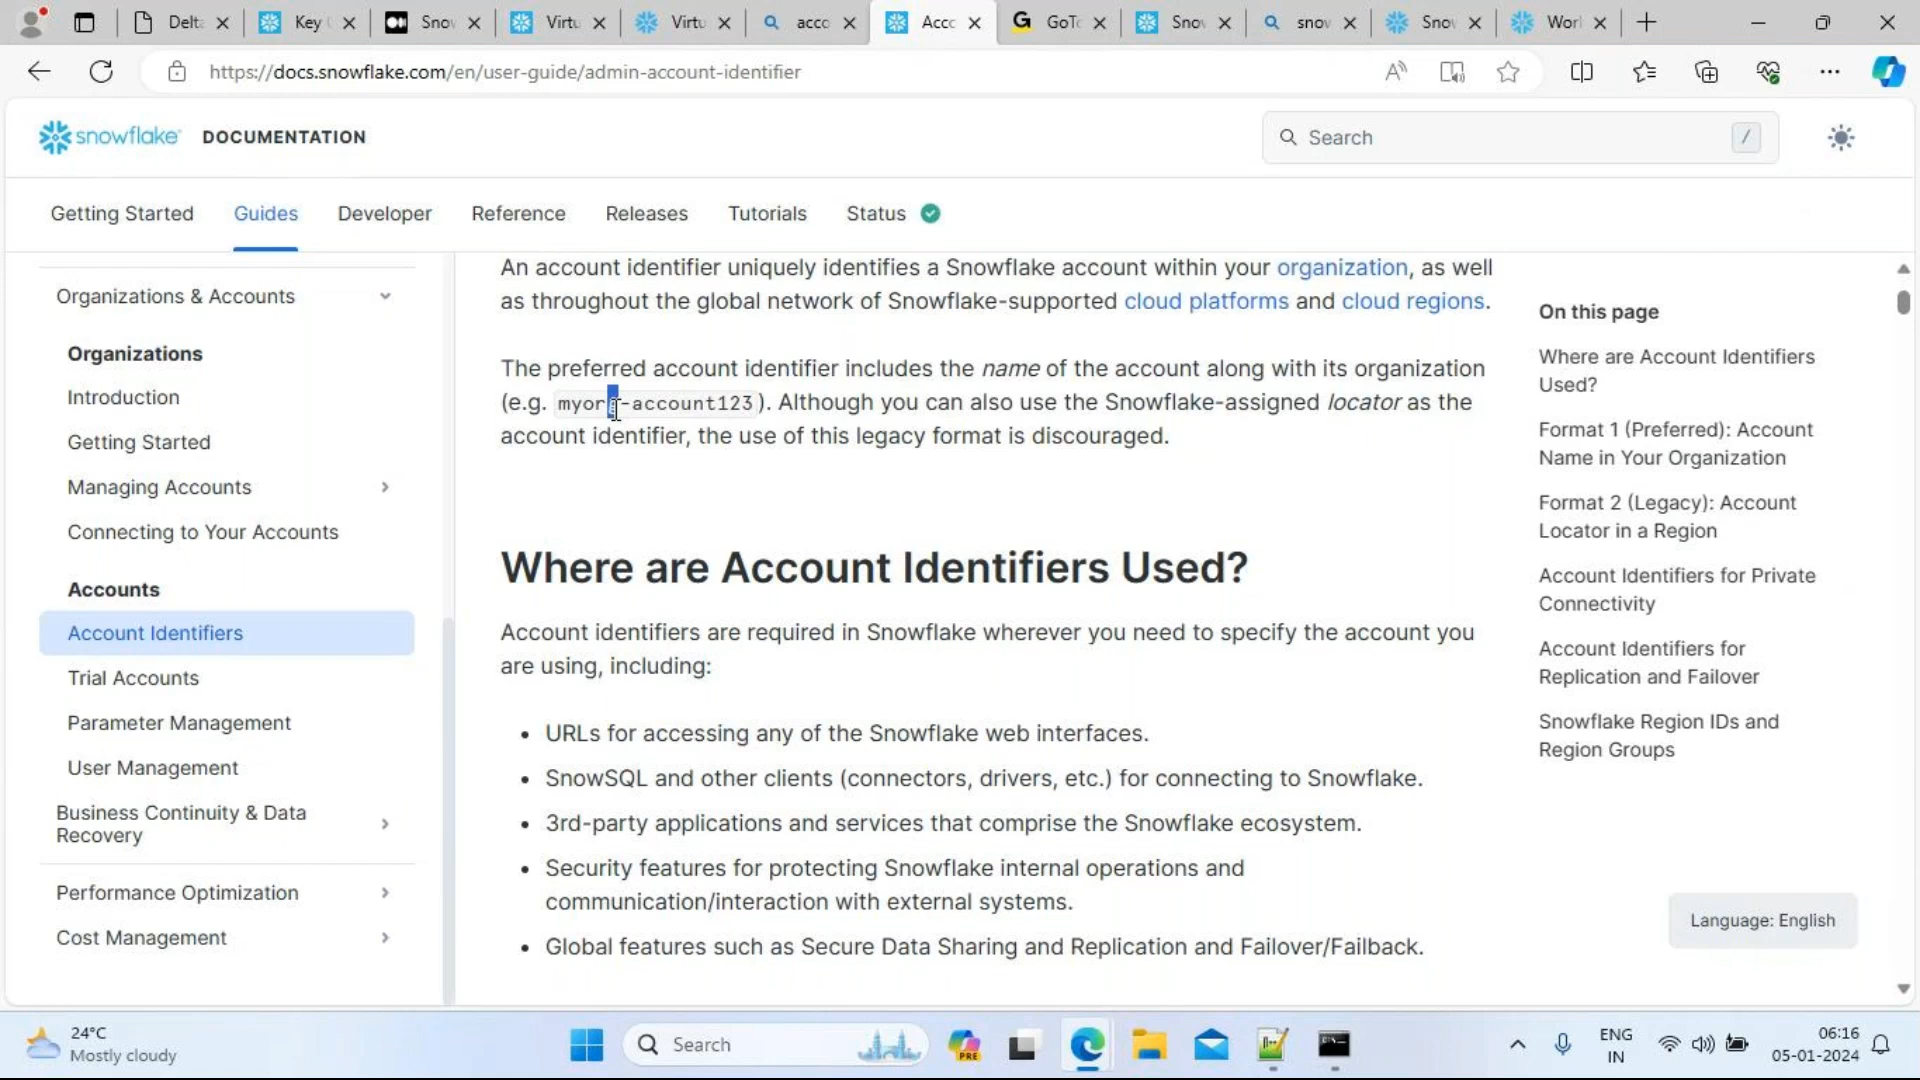 Delta
Key
Snov
Virtu
Virtu
acco
Acco
GoTo
Snov
snov
Snov
Worl
https://docs.snowflake.com/en/user-guide/admin-account-identifier
snowflake DOCUMENTATION
Search /
Getting Started Guides Developer Reference Releases Tutorials Status
Organizations & Accounts
Organizations
Introduction
Getting Started
Managing Accounts
Connecting to Your Accounts
Accounts
Account Identifiers
Trial Accounts
Parameter Management
User Management
Business Continuity & Data
Recovery
Performance Optimization
Cost Management
An account identifier uniquely identifies a Snowflake account within your organization, as well
as throughout the global network of Snowflake-supported cloud platforms and cloud regions.
The preferred account identifier includes the name of the account along with its organization
(e.g. myorg-account123). Although you can also use the Snowflake-assigned locator as the
account identifier, the use of this legacy format is discouraged.
Where are Account Identifiers Used?
Account identifiers are required in Snowflake wherever you need to specify the account you
are using, including:
• URLs for accessing any of the Snowflake web interfaces.
• SnowSQL and other clients (connectors, drivers, etc.) for connecting to Snowflake.
• 3rd-party applications and services that comprise the Snowflake ecosystem.
• Security features for protecting Snowflake internal operations and
communication/interaction with external systems.
• Global features such as Secure Data Sharing and Replication and Failover/Failback.
On this page
Where are Account Identifiers
Used?
Format 1 (Preferred): Account
Name in Your Organization
Format 2 (Legacy): Account
Locator in a Region
Account Identifiers for Private
Connectivity
Account Identifiers for
Replication and Failover
Snowflake Region IDs and
Region Groups
Language: English
24°C
Mostly cloudy
Search
PRE
ENG
IN
06:16
05-01-2024